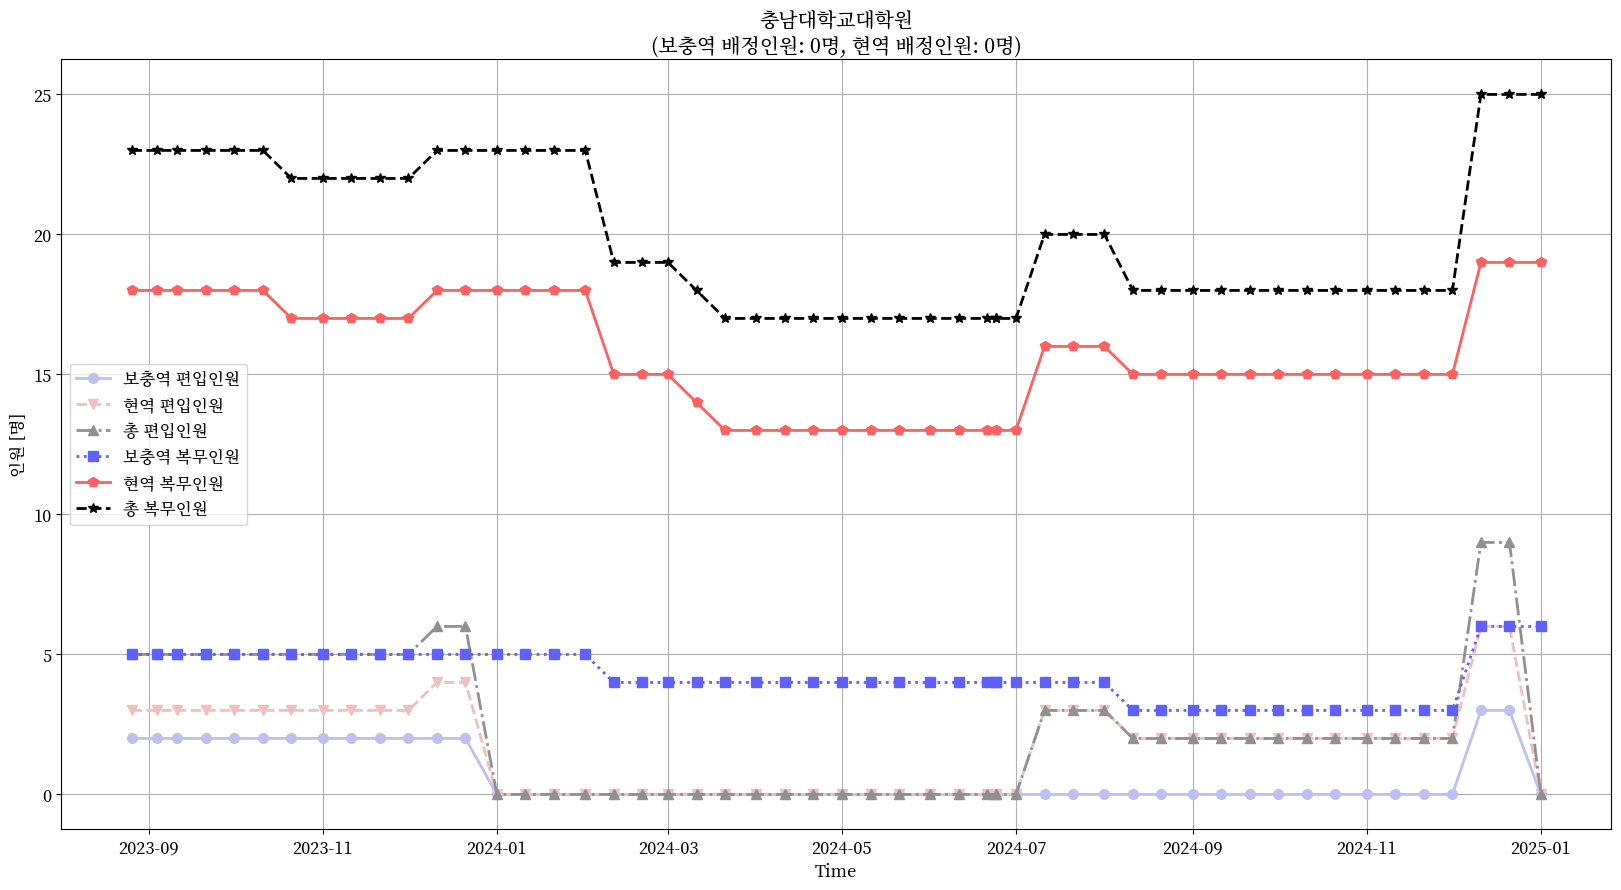 충남대학교대학원
(보충역 배정인원: 0명, 현역 배정인원: 0명)
인원 [명]
25
20
15
10
5
0
보충역 편입인원
현역 편입인원
총 편입인원
보충역 복무인원
현역 복무인원
총 복무인원
2023-09
2023-11
2024-01
2024-03
2024-05
2024-07
2024-09
2024-11
2025-01
Time